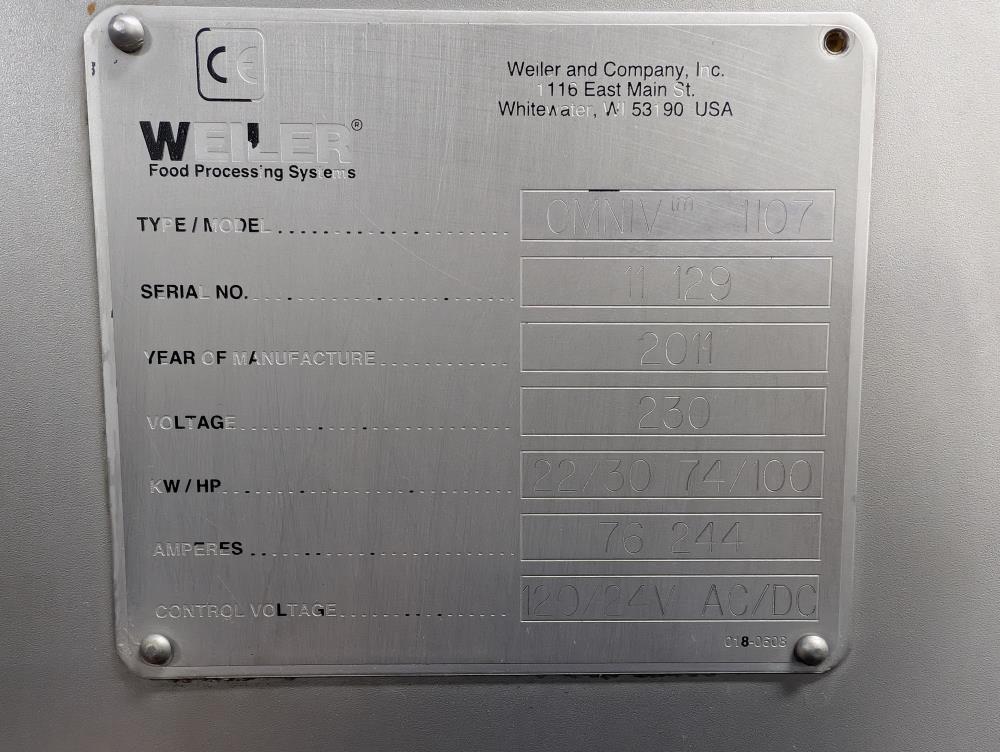 CE
Weiler and Company, Inc.
1116 East Main St.
Whitewater, WI 53190 USA
WEILER®
Food Processing Systems
TYPE / MODEL OMNIV™ 1107
SERIAL NO. 11 129
YEAR OF MANUFACTURE 2011
VOLTAGE 230
KW / HP 22/30 74/100
AMPERES 76 244
CONTROL VOLTAGE 120/24V AC/DC
018-0608